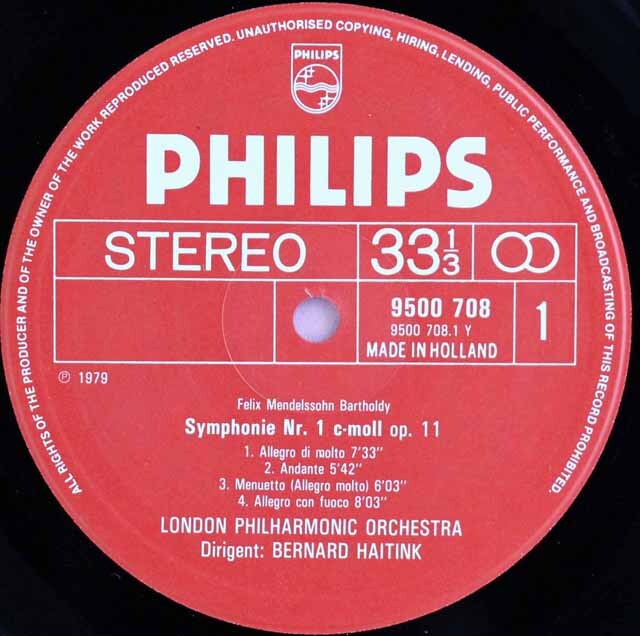 ALL RIGHTS OF THE PRODUCER AND OF THE OWNER OF THE WORK REPRODUCED RESERVED. UNAUTHORISED COPYING, HIRING, LENDING, PUBLIC PERFORMANCE AND BROADCASTING OF THIS RECORD PROHIBITED.
PHILIPS
PHILIPS
STEREO 33 1/3
9500 708
9500 708.1 Y
MADE IN HOLLAND
1
℗ 1979
Felix Mendelssohn Bartholdy
Symphonie Nr. 1 c-moll op. 11
1. Allegro di molto 7'33"
2. Andante 5'42"
3. Menuetto (Allegro molto) 6'03"
4. Allegro con fuoco 8'03"
LONDON PHILHARMONIC ORCHESTRA
Dirigent: BERNARD HAITINK